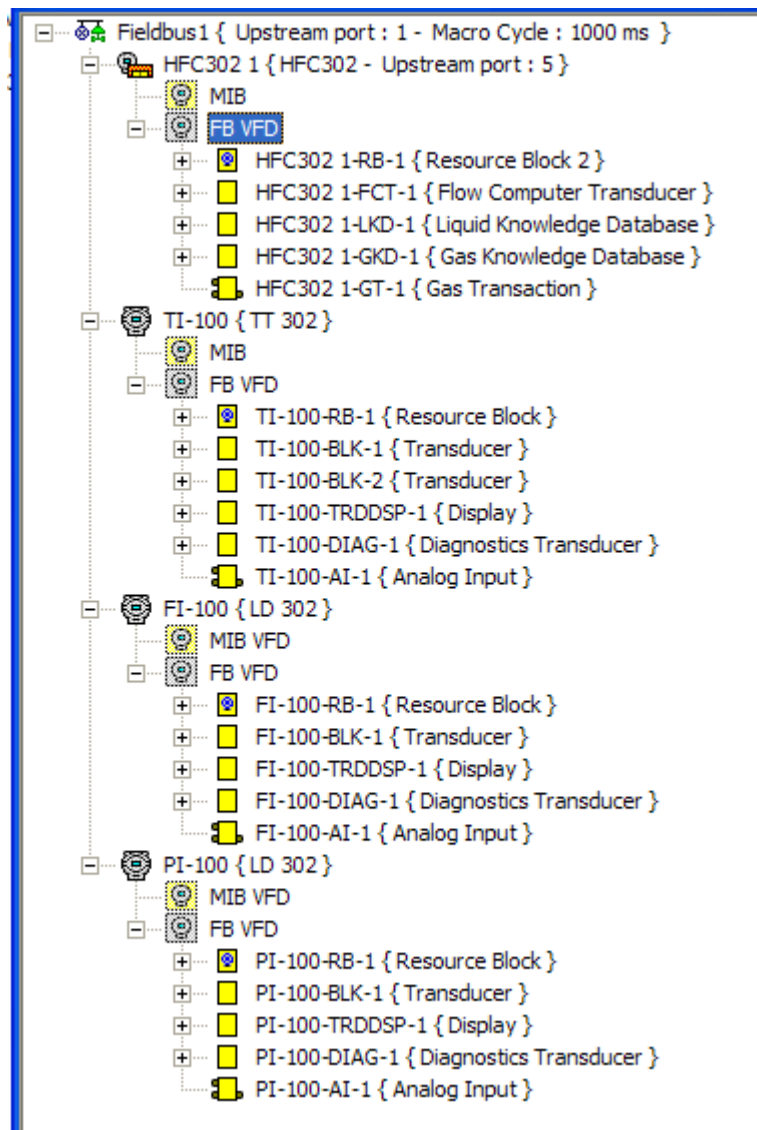 Fieldbus1 { Upstream port : 1 - Macro Cycle : 1000 ms }
HFC302 1 { HFC302 - Upstream port : 5 }
MIB
FB VFD
HFC302 1-RB-1 { Resource Block 2 }
HFC302 1-FCT-1 { Flow Computer Transducer }
HFC302 1-LKD-1 { Liquid Knowledge Database }
HFC302 1-GKD-1 { Gas Knowledge Database }
HFC302 1-GT-1 { Gas Transaction }
TI-100 { TT 302 }
MIB
FB VFD
TI-100-RB-1 { Resource Block }
TI-100-BLK-1 { Transducer }
TI-100-BLK-2 { Transducer }
TI-100-TRDDSP-1 { Display }
TI-100-DIAG-1 { Diagnostics Transducer }
TI-100-AI-1 { Analog Input }
FI-100 { LD 302 }
MIB VFD
FB VFD
FI-100-RB-1 { Resource Block }
FI-100-BLK-1 { Transducer }
FI-100-TRDDSP-1 { Display }
FI-100-DIAG-1 { Diagnostics Transducer }
FI-100-AI-1 { Analog Input }
PI-100 { LD 302 }
MIB VFD
FB VFD
PI-100-RB-1 { Resource Block }
PI-100-BLK-1 { Transducer }
PI-100-TRDDSP-1 { Display }
PI-100-DIAG-1 { Diagnostics Transducer }
PI-100-AI-1 { Analog Input }